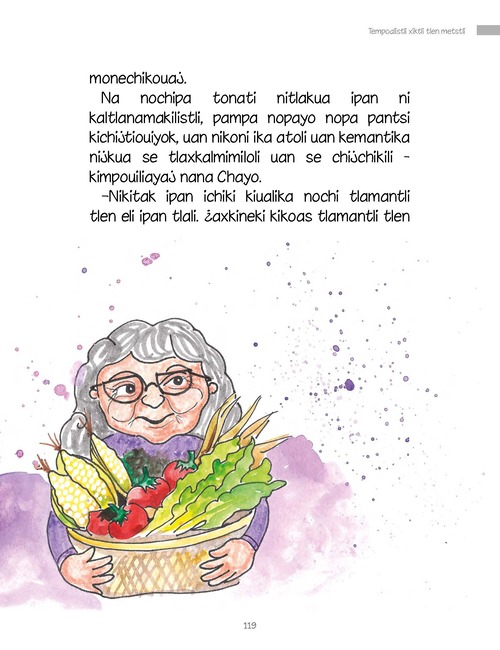 Tempoalistli xiktli tlen metstli
monechikouaj.
Na nochipa tonati nitlakua ipan ni
kaltlanamakilistli, pampa nopayo nopa pantsi
kichijtiouiyok, uan nikoni ika atoli uan kemantika
nijkua se tlaxkalmimiloli uan se chijchikili -
kimpouiliayaj nana Chayo.
–Nikitak ipan ichiki kiualika nochi tlamantli
tlen eli ipan tlali. ¿axkineki kikoas tlamantli tlen
119